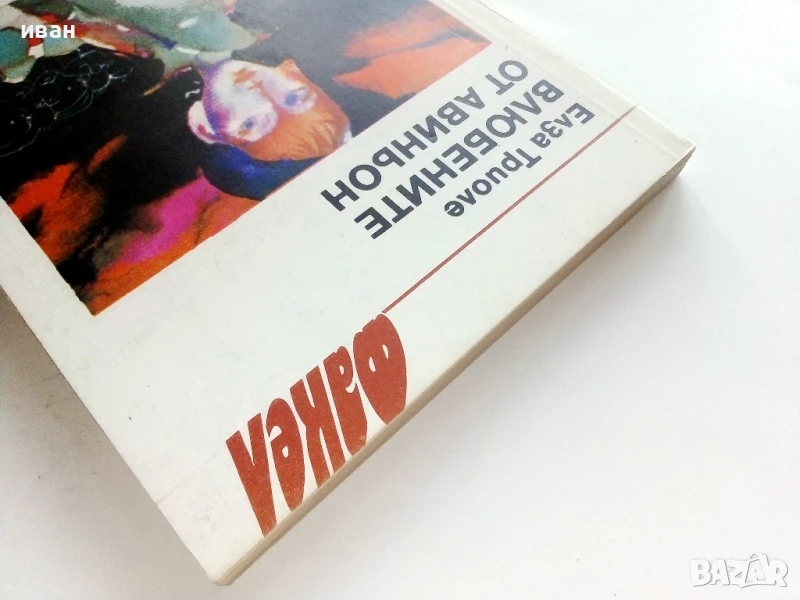 иван
Елза Триоле
ВЛЮБЕНИТЕ
ОТ АВИНЬОН
Факел
BAZAR